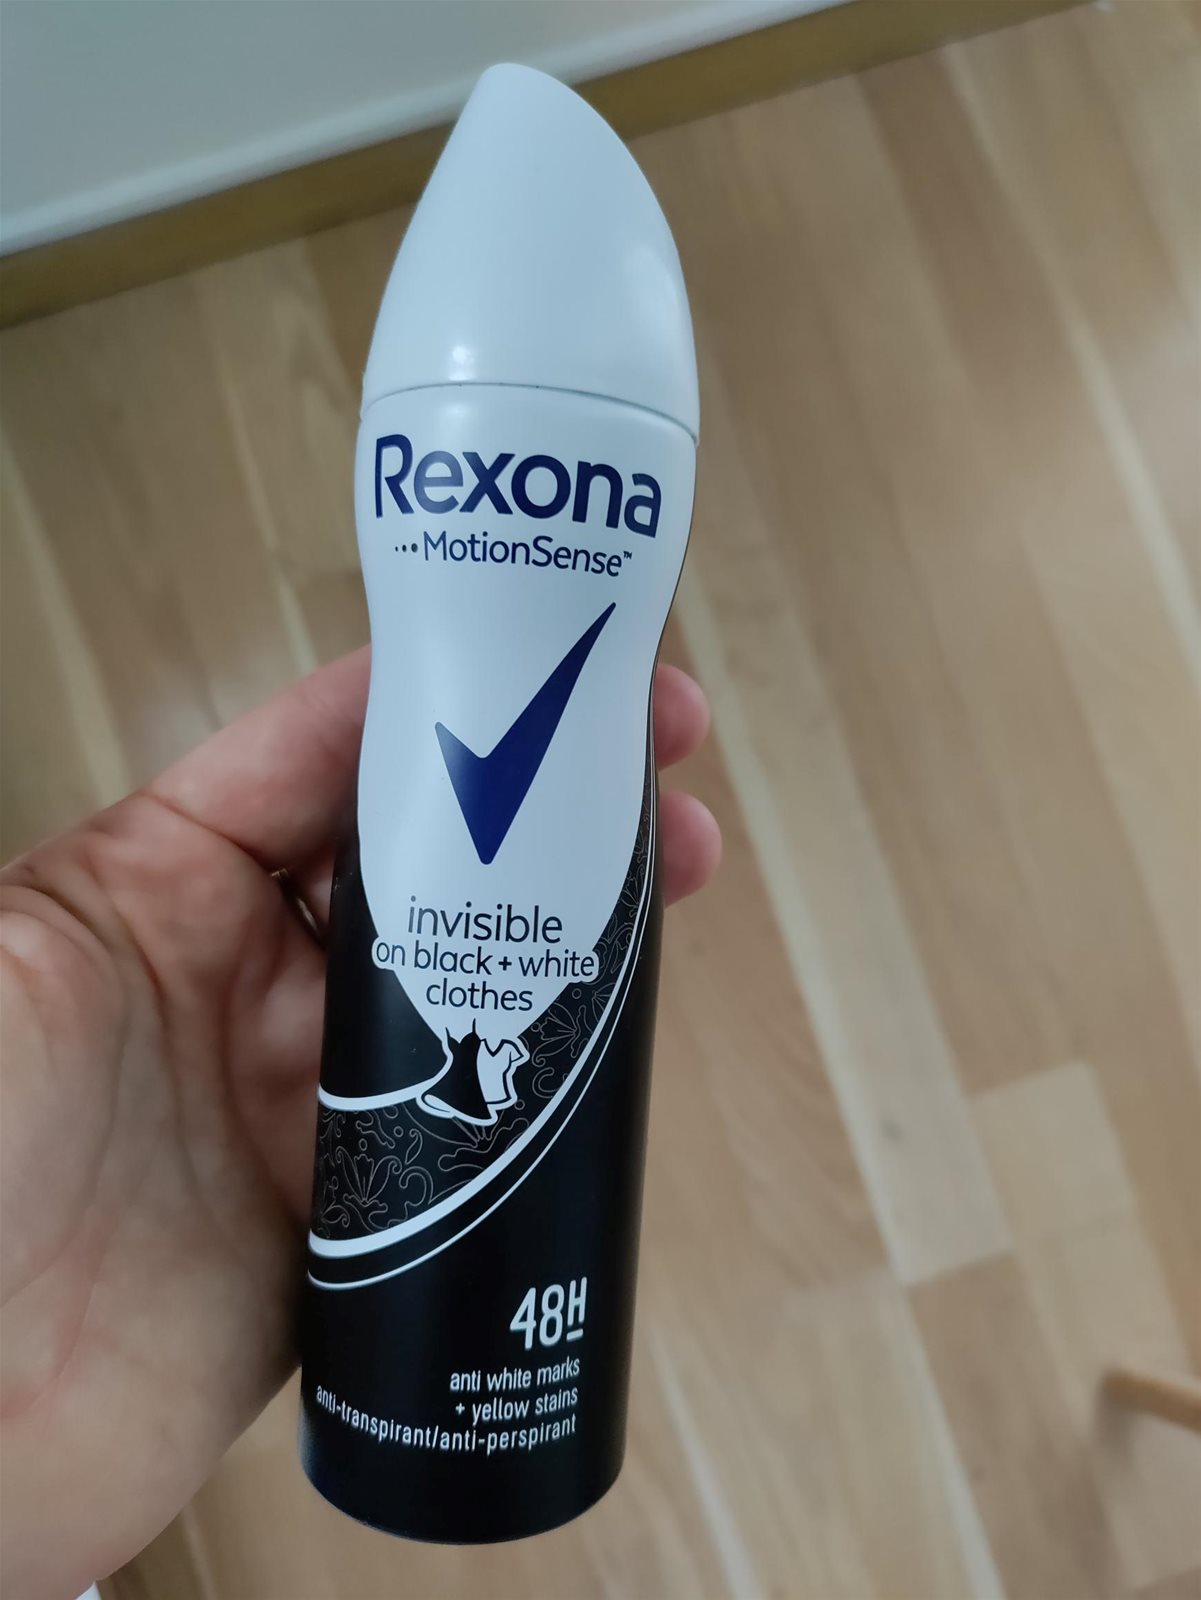 Rexona
MotionSense™
invisible
on black + white
clothes
48H
anti white marks
+ yellow stains
anti-transpirant/anti-perspirant